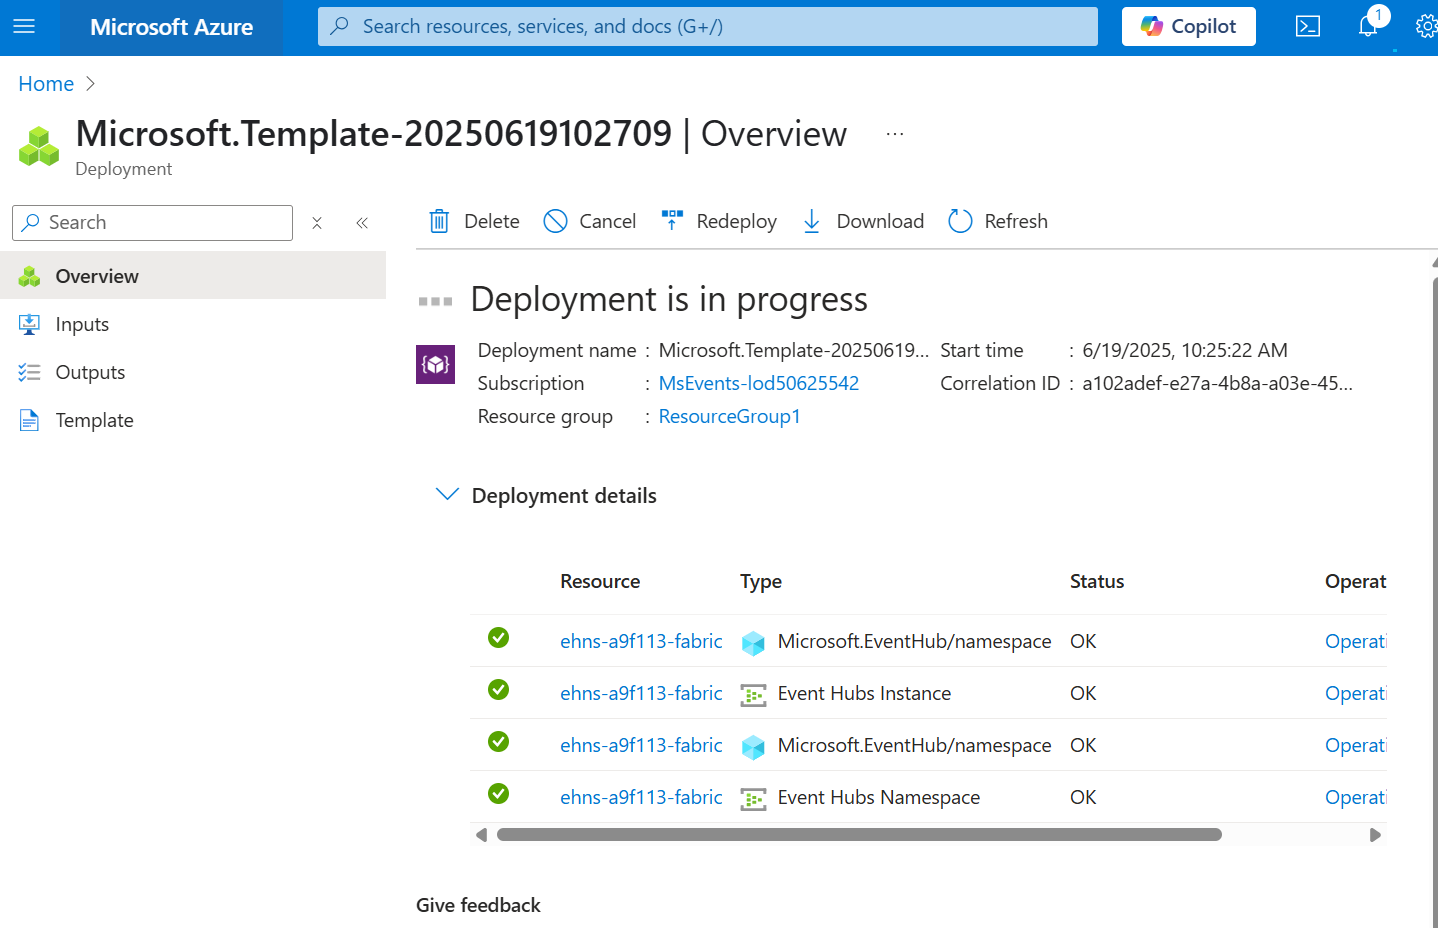 Microsoft Azure
Search resources, services, and docs (G+/)
Copilot
1
Home
Microsoft.Template-20250619102709 | Overview ...
Deployment
Search
Delete
Cancel
Redeploy
Download
Refresh
Overview
Inputs
Outputs
Template
Deployment is in progress
Deployment name : Microsoft.Template-20250619...
Start time : 6/19/2025, 10:25:22 AM
Subscription : MsEvents-lod50625542
Correlation ID : a102adef-e27a-4b8a-a03e-45...
Resource group : ResourceGroup1
Deployment details
Resource Type Status Operat
ehns-a9f113-fabric Microsoft.EventHub/namespace OK Operati
ehns-a9f113-fabric Event Hubs Instance OK Operati
ehns-a9f113-fabric Microsoft.EventHub/namespace OK Operati
ehns-a9f113-fabric Event Hubs Namespace OK Operati
Give feedback